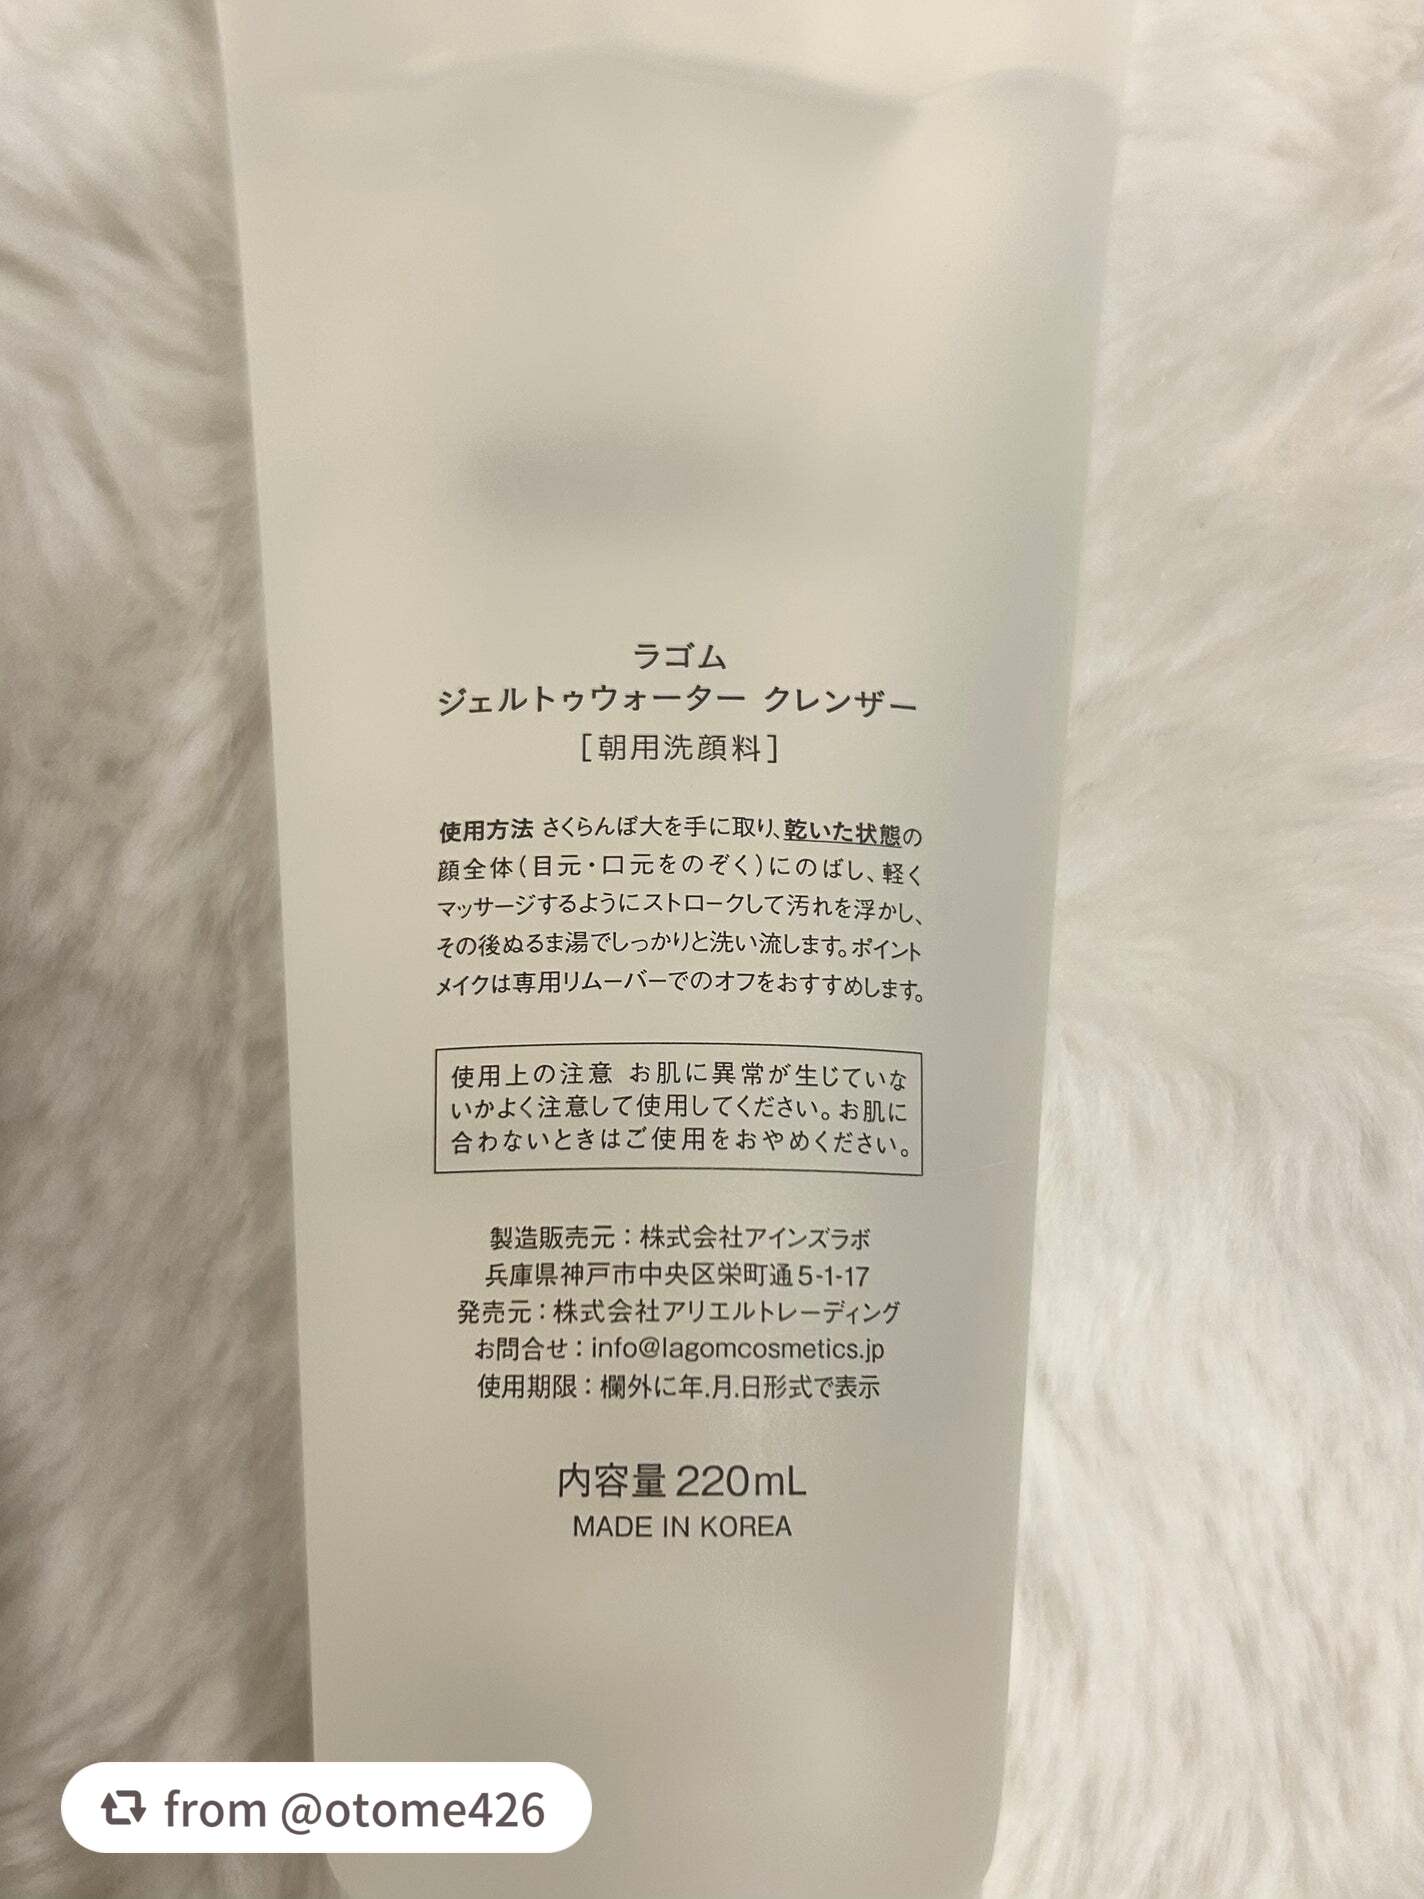 ラゴム
ジェルトゥウォーター クレンザー
[朝用洗顔料]
使用方法 さくらんぼ大を手に取り、乾いた状態の
顔全体(目元・口元をのぞく)にのばし、軽く
マッサージするようにストロークして汚れを浮かし、
その後ぬるま湯でしっかりと洗い流します。ポイント
メイクは専用リムーバーでのオフをおすすめします。
使用上の注意 お肌に異常が生じていな
いかよく注意して使用してください。お肌に
合わないときはご使用をおやめください。
製造販売元:株式会社アインズラボ
兵庫県神戸市中央区栄町通5-1-17
発売元:株式会社アリエルトレーディング
お問合せ:info@lagomcosmetics.jp
使用期限:欄外に年.月.日形式で表示
内容量 220mL
MADE IN KOREA
from @otome426